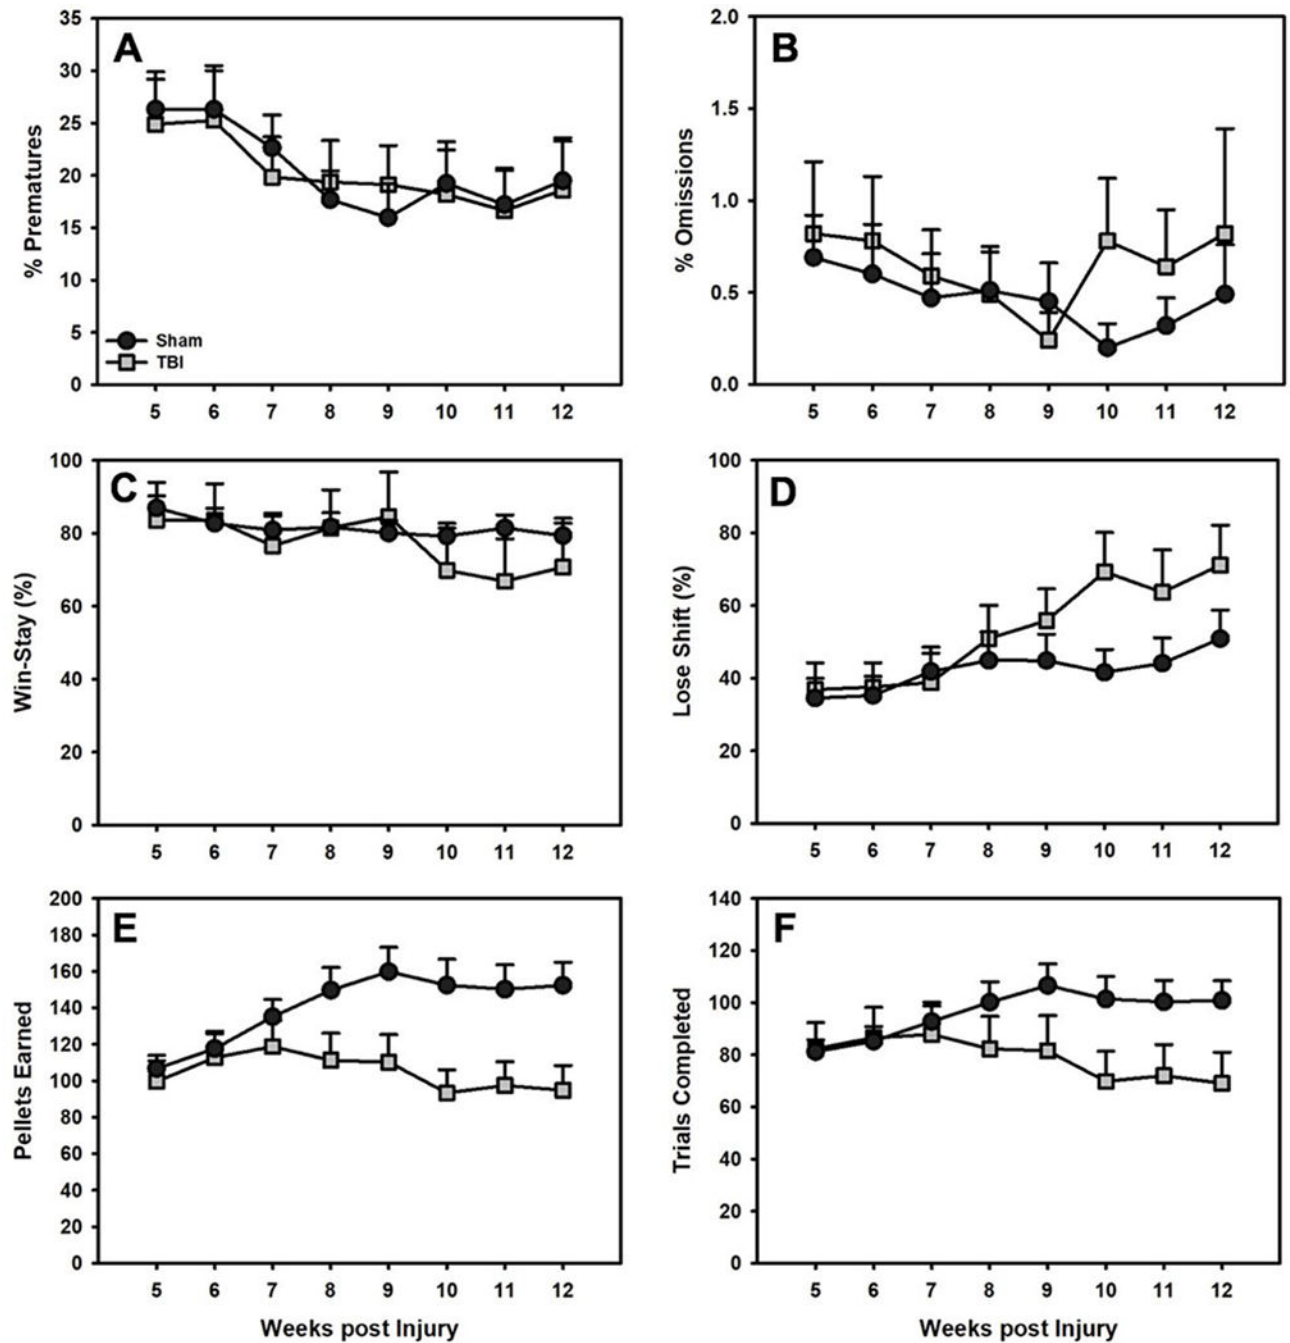 A
% Prematures
35
30
25
20
15
10
5
0
Sham
TBI
5 6 7 8 9 10 11 12
B
% Omissions
2.0
1.5
1.0
0.5
0.0
5 6 7 8 9 10 11 12
C
Win-Stay (%)
100
80
60
40
20
0
5 6 7 8 9 10 11 12
D
Lose Shift (%)
100
80
60
40
20
0
5 6 7 8 9 10 11 12
E
Pellets Earned
200
180
160
140
120
100
80
60
40
20
0
5 6 7 8 9 10 11 12
Weeks post Injury
F
Trials Completed
140
120
100
80
60
40
20
0
5 6 7 8 9 10 11 12
Weeks post Injury